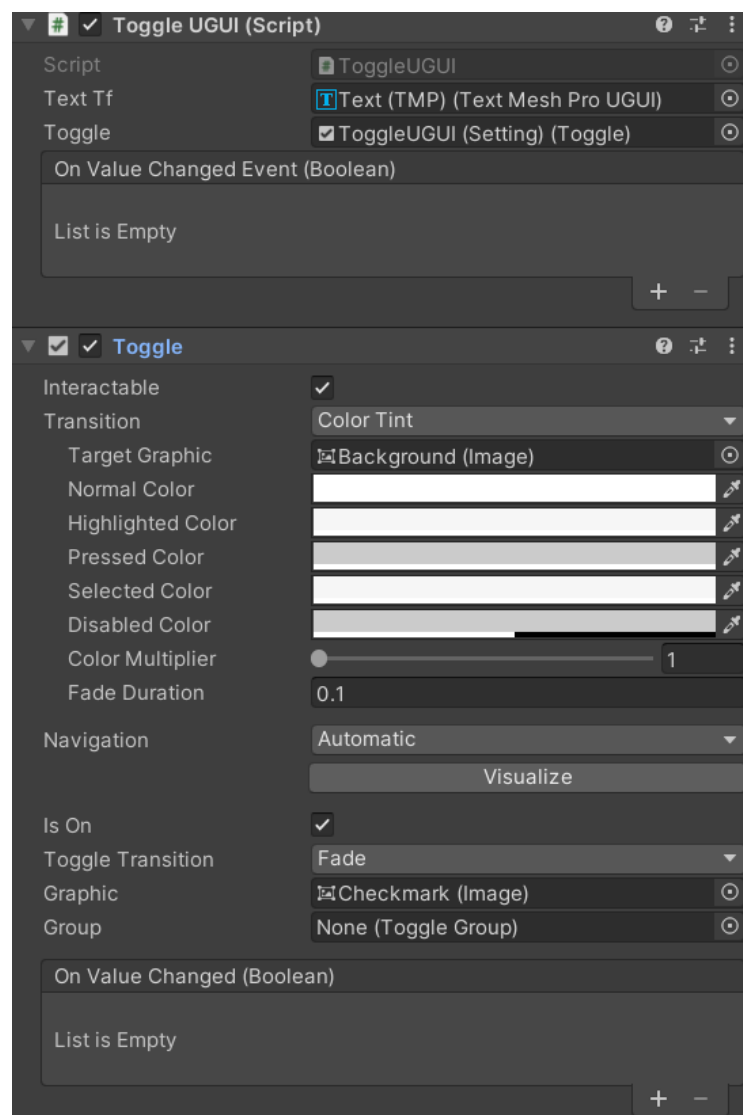 Toggle UGUI (Script)
Script ToggleUGUI
Text Tf Text (TMP) (Text Mesh Pro UGUI)
Toggle ToggleUGUI (Setting) (Toggle)
On Value Changed Event (Boolean)
List is Empty
+ −
Toggle
Interactable
Transition Color Tint
Target Graphic Background (Image)
Normal Color
Highlighted Color
Pressed Color
Selected Color
Disabled Color
Color Multiplier 1
Fade Duration 0.1
Navigation Automatic
Visualize
Is On
Toggle Transition Fade
Graphic Checkmark (Image)
Group None (Toggle Group)
On Value Changed (Boolean)
List is Empty
+ −